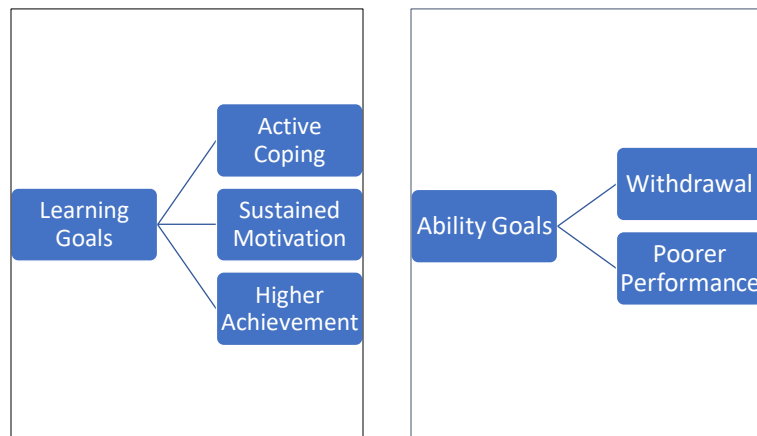 Learning
Goals
Active
Coping
Sustained
Motivation
Higher
Achievement
Ability Goals
Withdrawal
Poorer
Performance